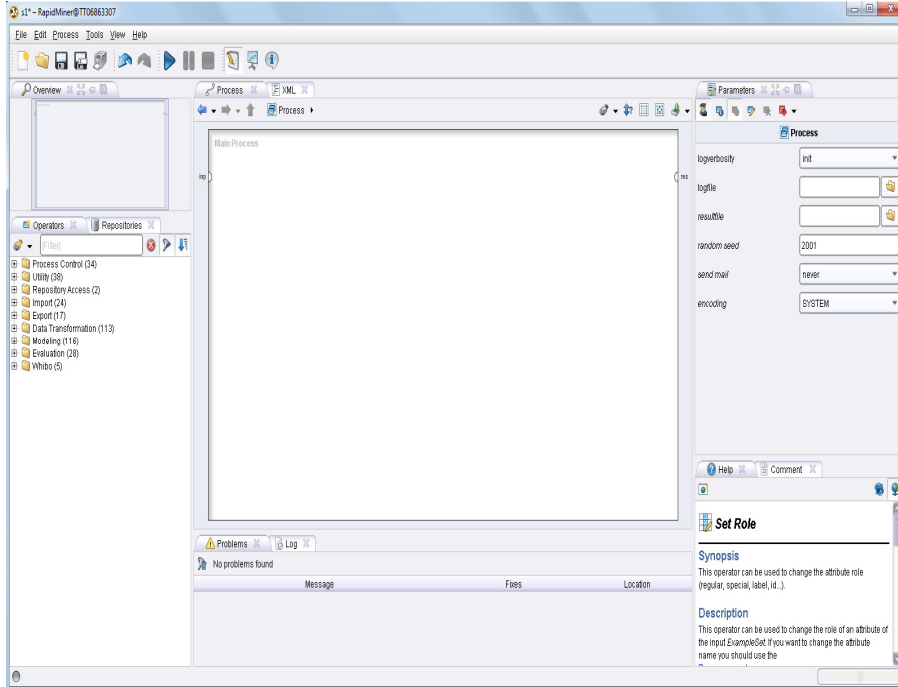 s1* – RapidMiner@TT06863307
File Edit Process Tools View Help
Overview
Process XML
Parameters
Process
Process
Main Process
inp
res
logverbosity init
logfile
resultfile
random seed 2001
send mail never
encoding SYSTEM
Operators Repositories
[Filter]
Process Control (34)
Utility (38)
Repository Access (2)
Import (24)
Export (17)
Data Transformation (113)
Modeling (116)
Evaluation (28)
Whibo (5)
Problems Log
No problems found
Message Fixes Location
Help Comment
Set Role
Synopsis
This operator can be used to change the attribute role
(regular, special, label, id...).
Description
This operator can be used to change the role of an attribute of
the input ExampleSet. If you want to change the attribute
name you should use the